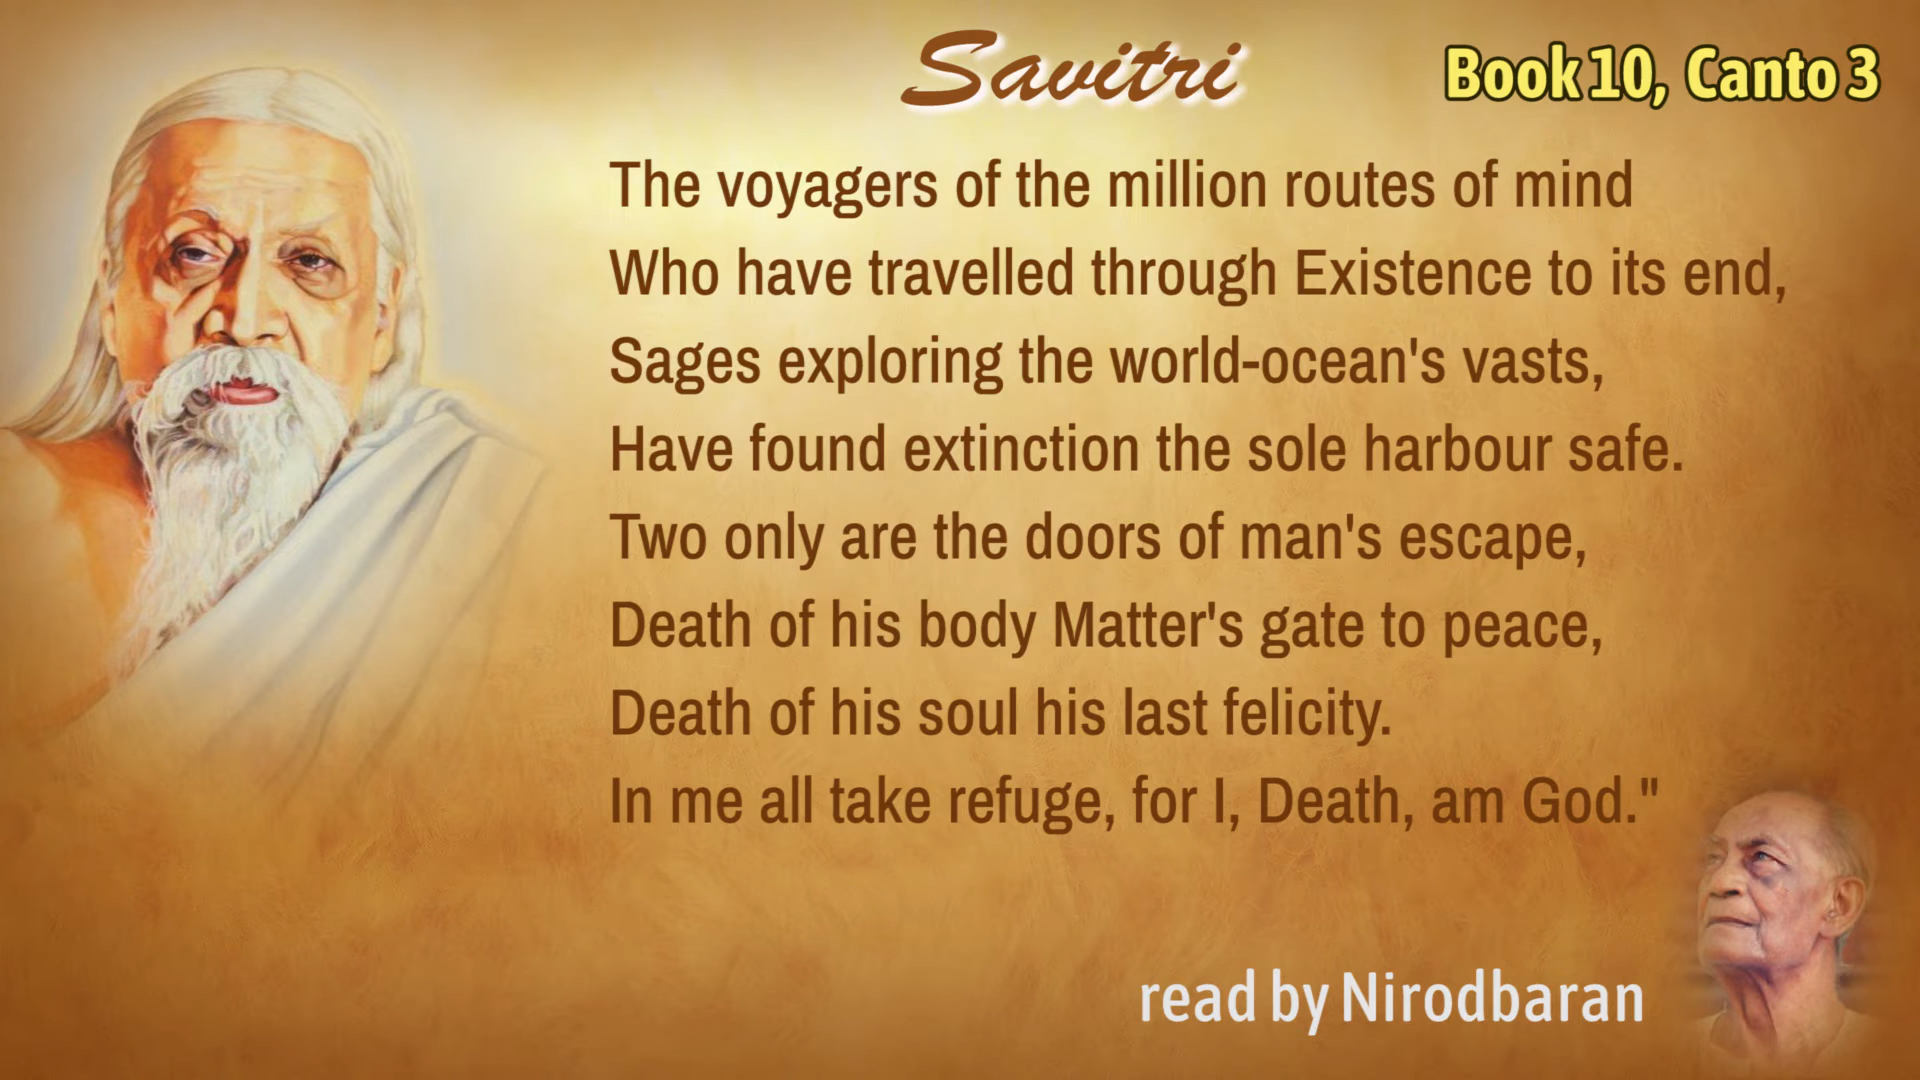 Savitri
Book 10, Canto 3
The voyagers of the million routes of mind
Who have travelled through Existence to its end,
Sages exploring the world-ocean's vasts,
Have found extinction the sole harbour safe.
Two only are the doors of man's escape,
Death of his body Matter's gate to peace,
Death of his soul his last felicity.
In me all take refuge, for I, Death, am God."
read by Nirodbaran